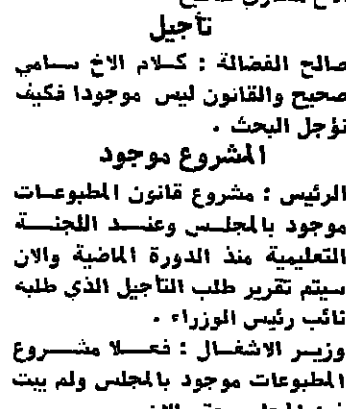 تأجيل
صالح الفضالة : كلام الاخ سامي
صحيح والقانون ليس موجودا فكيف
نؤجل البحث .
المشروع موجود
الرئيس : مشروع قانون المطبوعات
موجود بالمجلس وعند اللجنة
التعليمية منذ الدورة الماضية والان
سيتم تقرير طلب التأجيل الذي طلبه
نائب رئيس الوزراء .
وزير الاشغال : فعلا مشروع
المطبوعات موجود بالمجلس ولم يبت